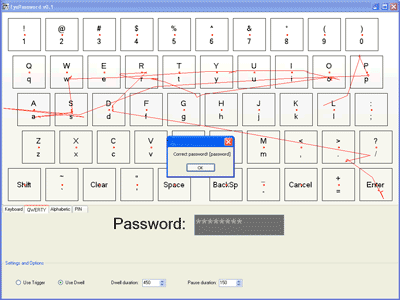 EyePassword v0.1
! @ # $ % ^ & * ( )
1 2 3 4 5 6 7 8 9 0
Q W E R T Y U I O P
q w e r t y u i o p
A S D F G H J K L :
a s d f g h j k l ;
Z X C V M < > ?
z x c v m , . /
Correct password! [password]
OK
Shift ~ Clear " Space BackSp _ Cancel + Enter
` ' - =
Keyboard QWERTY Alphabetic PIN
Password: ********
Settings and Options
Use Trigger Use Dwell Dwell duration 450 Pause duration 150